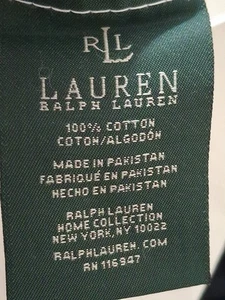 RLL
LAUREN
RALPH LAUREN
100% COTTON
COTON/ALGODÓN
MADE IN PAKISTAN
FABRIQUÉ EN PAKISTAN
HECHO EN PAKISTAN
RALPH LAUREN
HOME COLLECTION
NEW YORK, NY 10022
RALPHLAUREN.COM
RN 116947